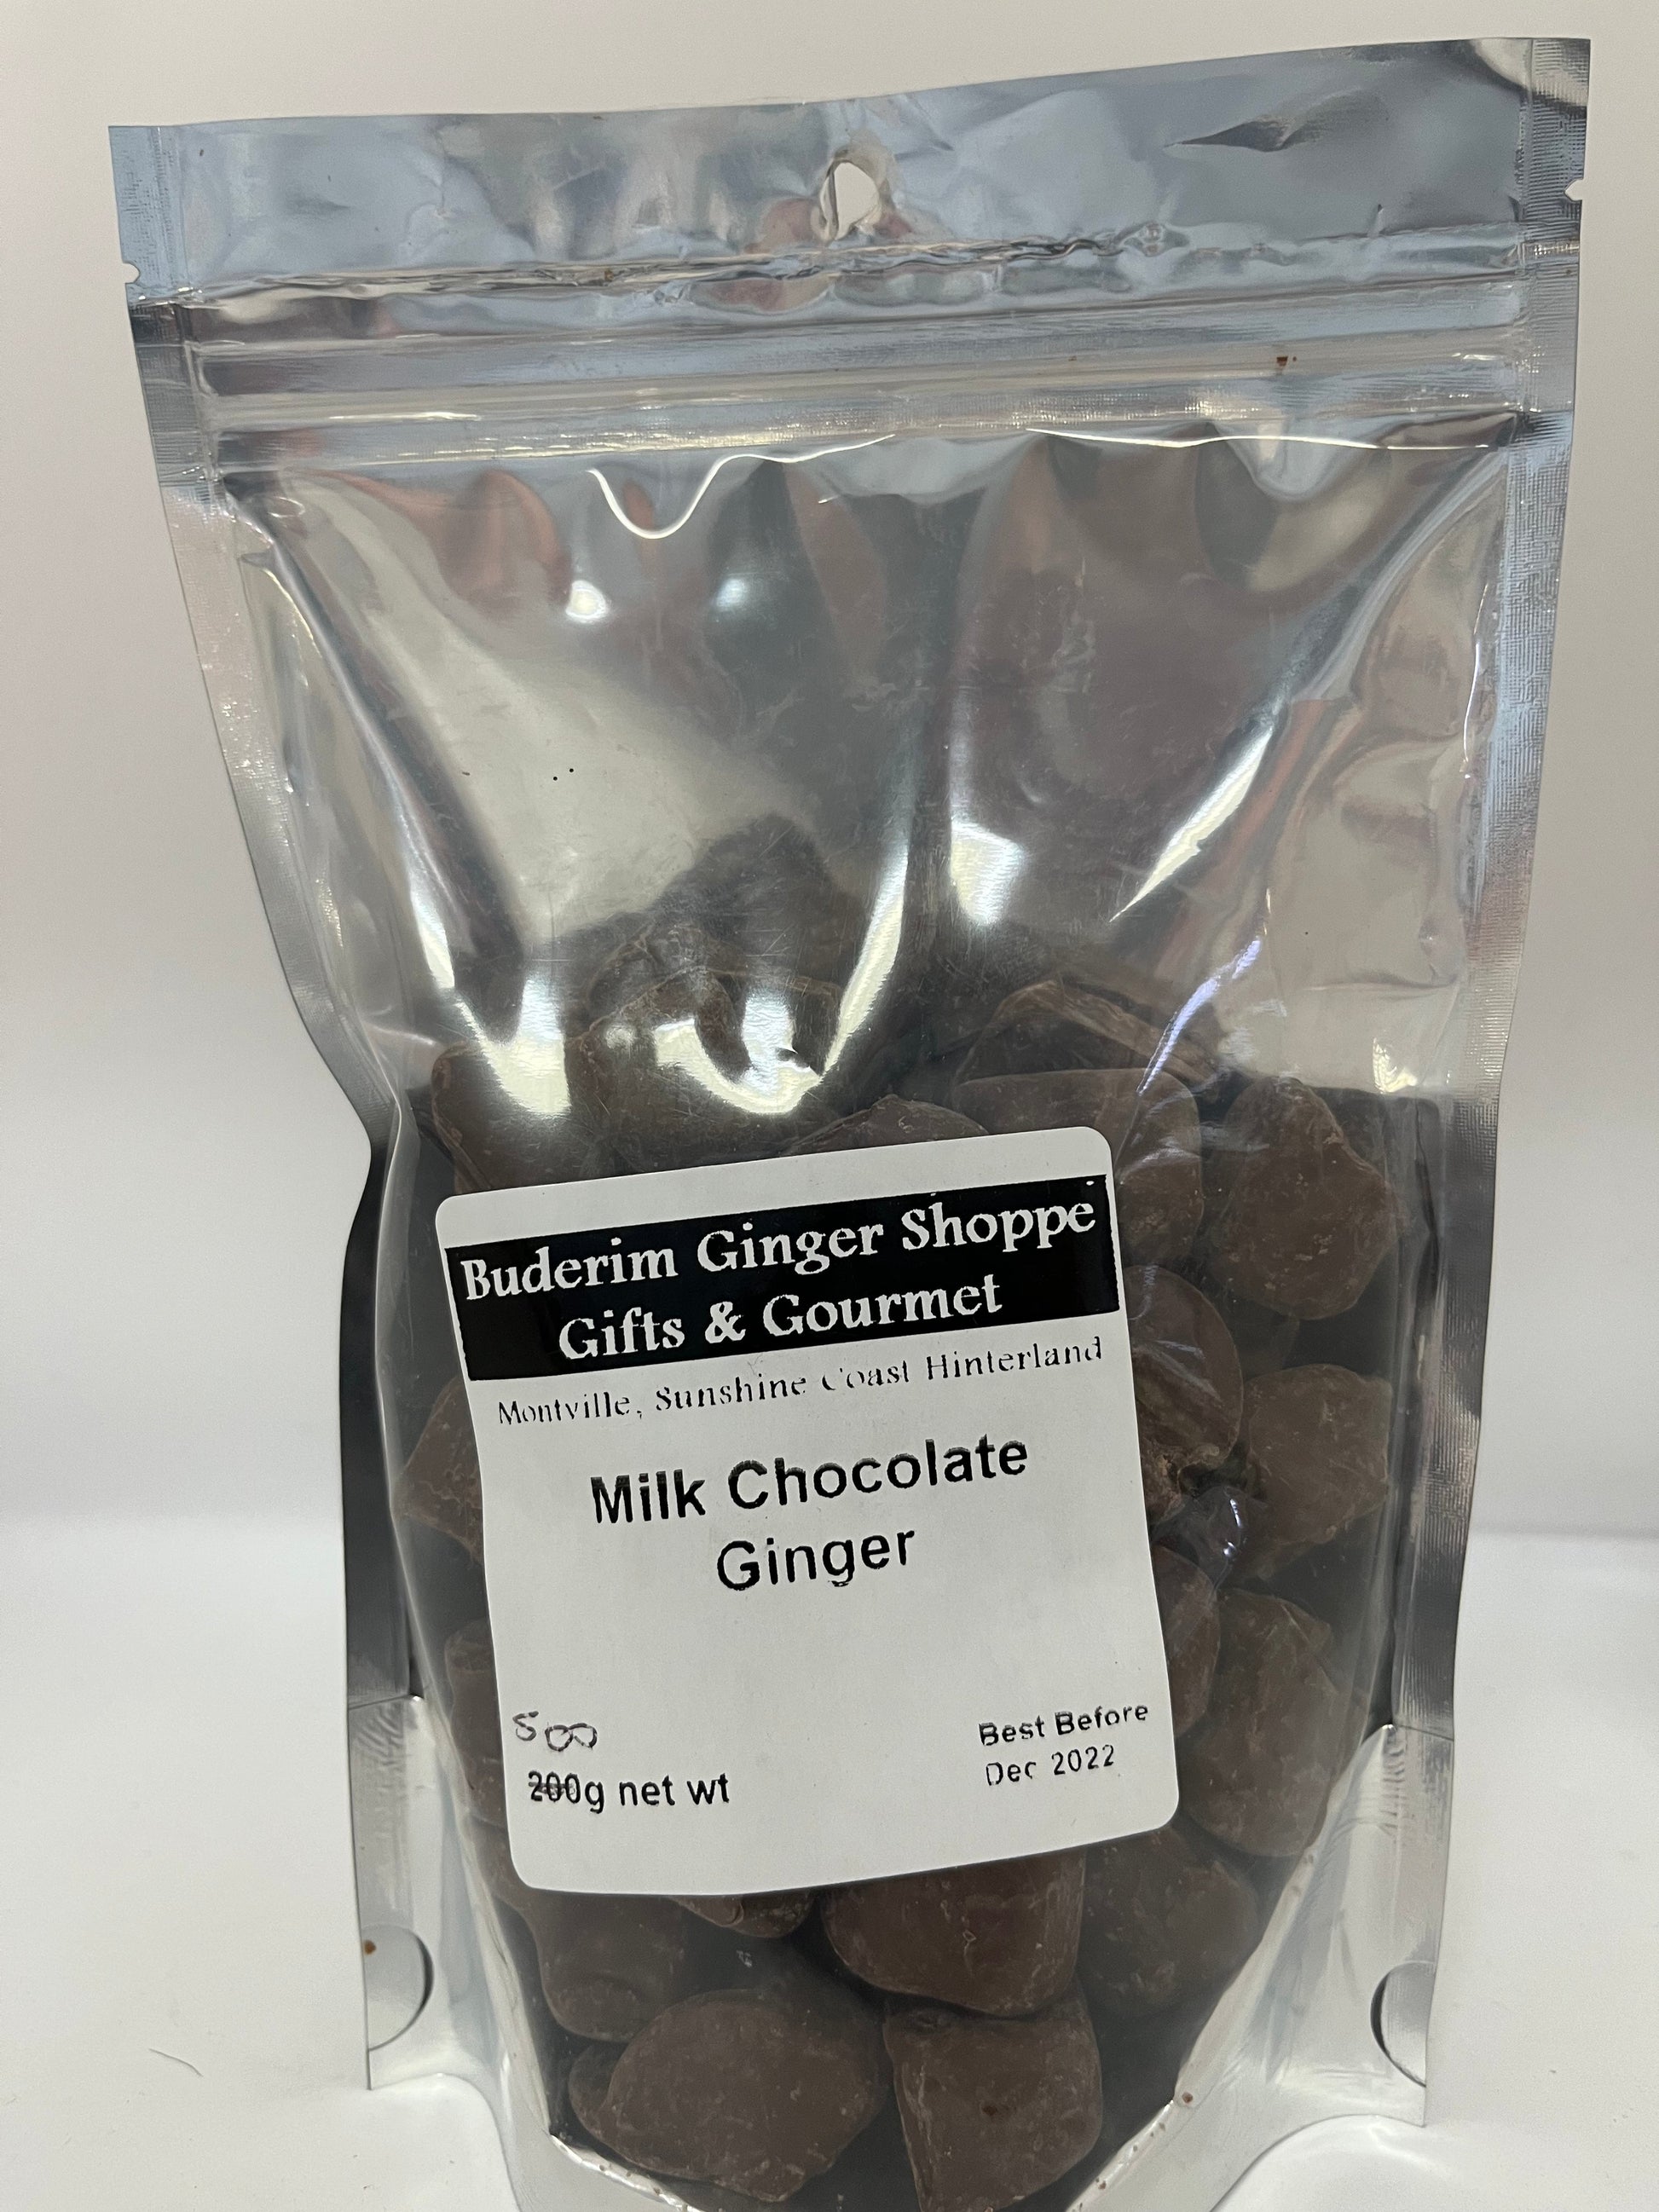 Buderim Ginger Shoppe
Gifts & Gourmet
Montville, Sunshine Coast Hinterland
Milk Chocolate
Ginger
500
200g net wt
Best Before
Dec 2022